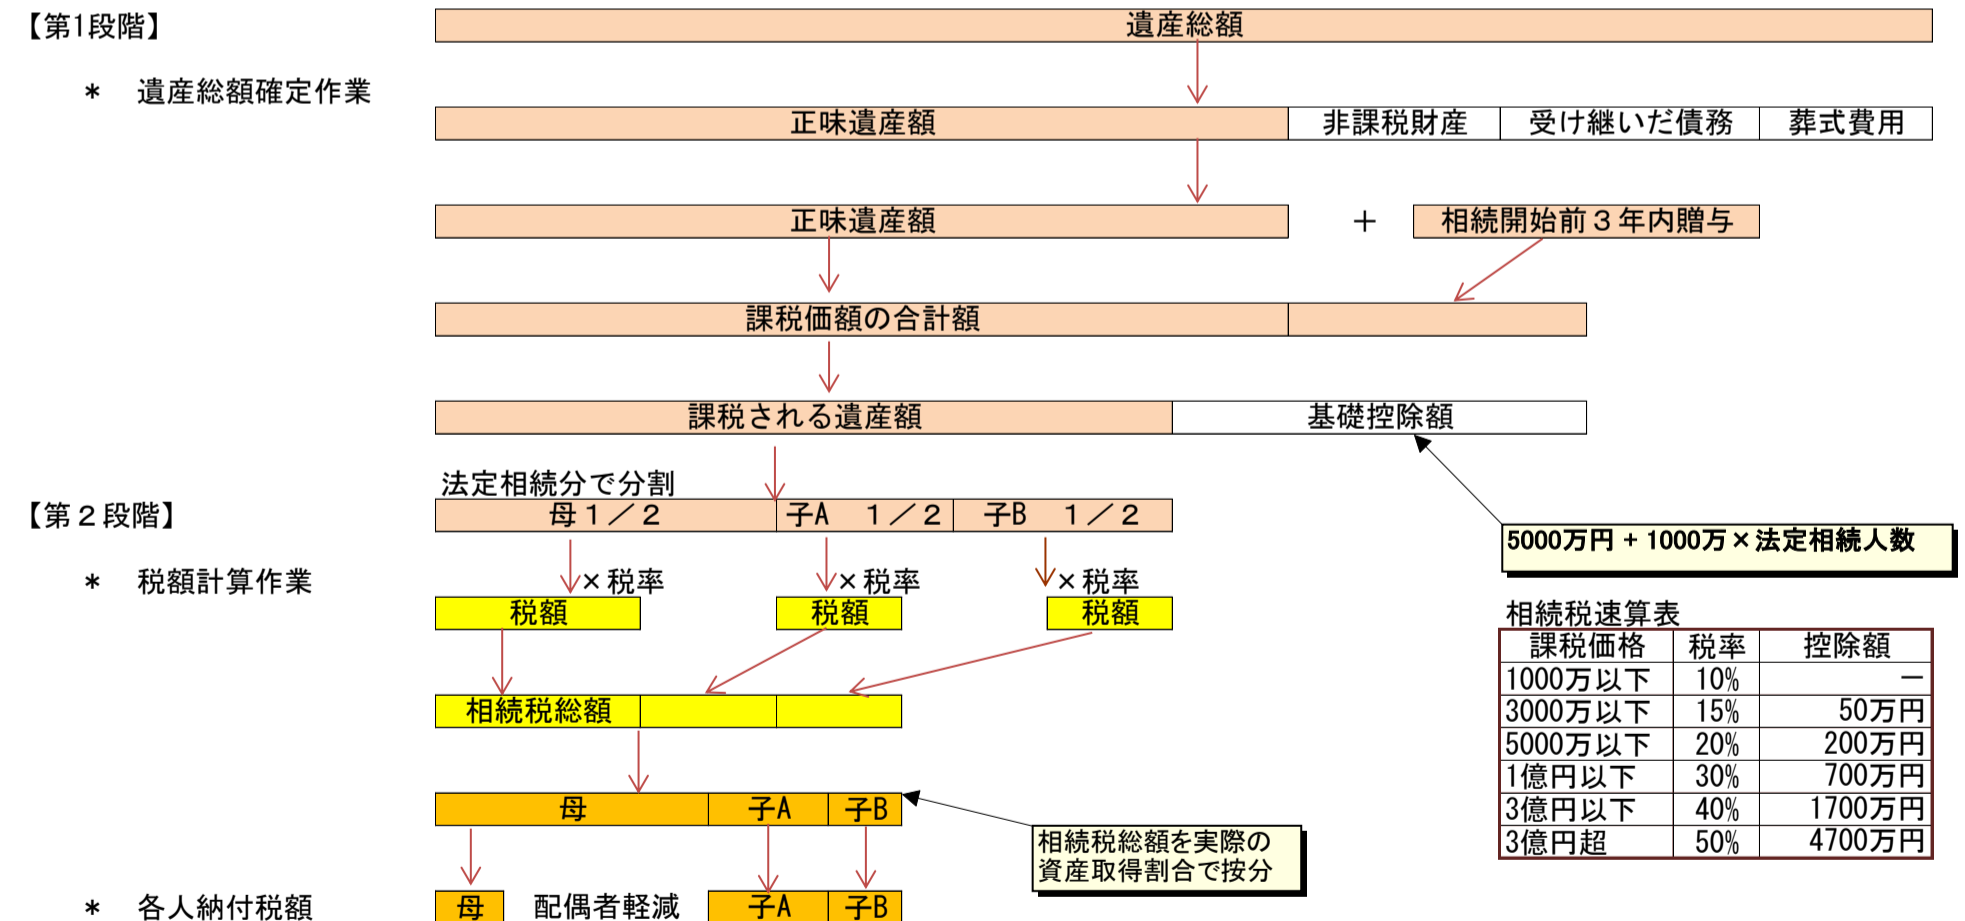 【第1段階】
遺産総額
* 遺産総額確定作業
正味遺産額 非課税財産 受け継いだ債務 葬式費用
正味遺産額 + 相続開始前3年内贈与
課税価額の合計額
課税される遺産額 基礎控除額
法定相続分で分割
【第2段階】
母1/2 子A 1/2 子B 1/2
5000万円+1000万×法定相続人数
* 税額計算作業
×税率 ×税率 ×税率
税額 税額 税額
相続税速算表
課税価格 税率 控除額
1000万以下 10% ー
3000万以下 15% 50万円
5000万以下 20% 200万円
1億円以下 30% 700万円
3億円以下 40% 1700万円
3億円超 50% 4700万円
相続税総額
母 子A 子B
相続税総額を実際の
資産取得割合で按分
* 各人納付税額
母 配偶者軽減 子A 子B